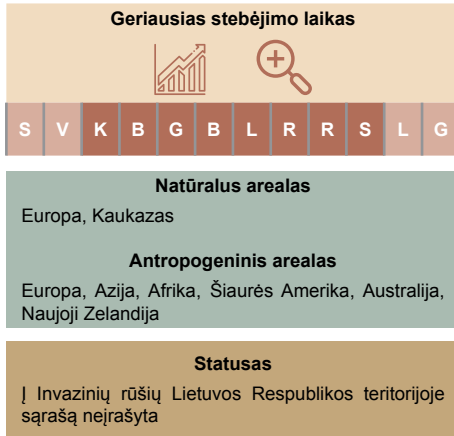 Geriausias stebėjimo laikas
S V K B G B L R R S L G
Natūralus arealas
Europa, Kaukazas
Antropogeninis arealas
Europa, Azija, Afrika, Šiaurės Amerika, Australija,
Naujoji Zelandija
Statusas
Į Invazinių rūšių Lietuvos Respublikos teritorijoje
sąrašą neįrašyta